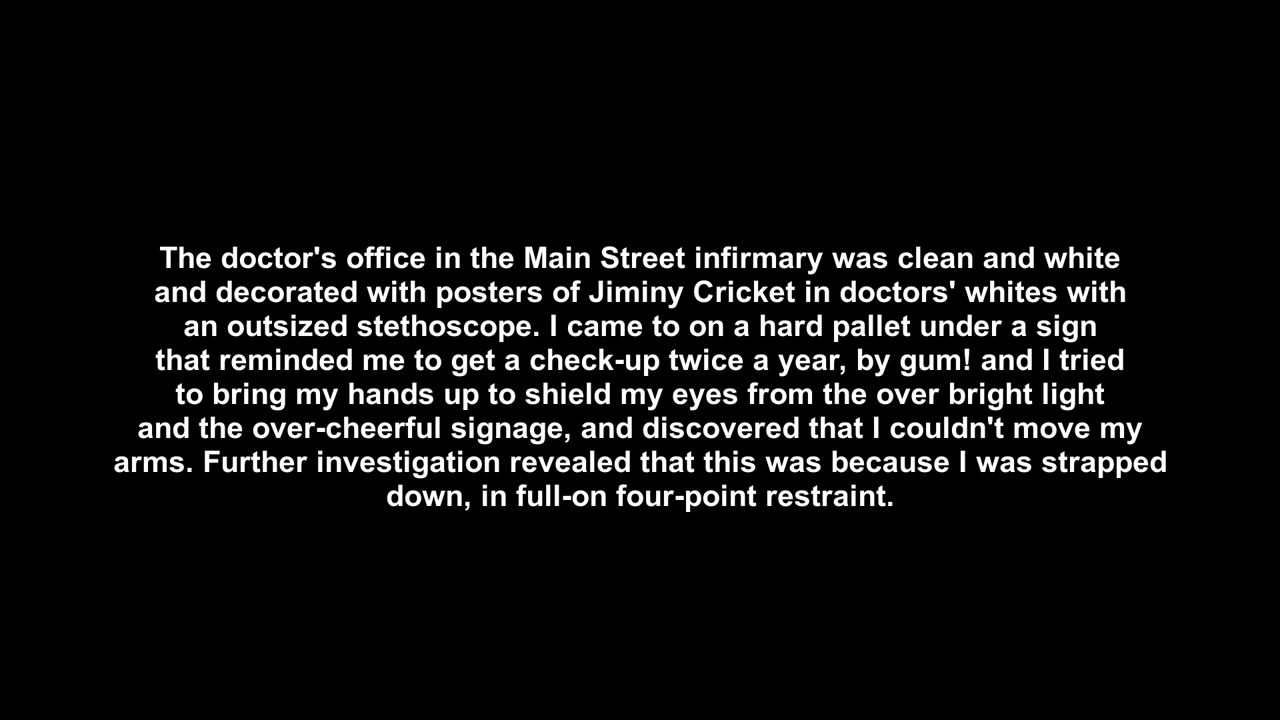 The doctor's office in the Main Street infirmary was clean and white
and decorated with posters of Jiminy Cricket in doctors' whites with
an outsized stethoscope. I came to on a hard pallet under a sign
that reminded me to get a check-up twice a year, by gum! and I tried
to bring my hands up to shield my eyes from the over bright light
and the over-cheerful signage, and discovered that I couldn't move my
arms. Further investigation revealed that this was because I was strapped
down, in full-on four-point restraint.